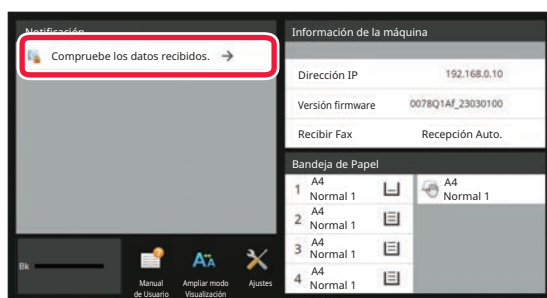 Notificación
Compruebe los datos recibidos. →
Información de la máquina
Dirección IP 192.168.0.10
Versión firmware 0078Q1Af_23030100
Recibir Fax Recepción Auto.
Bandeja de Papel
1 A4
Normal 1
A4
Normal 1
2 A4
Normal 1
3 A4
Normal 1
4 A4
Normal 1
Bk
Manual
de Usuario
Ampliar modo
Visualización
Ajustes